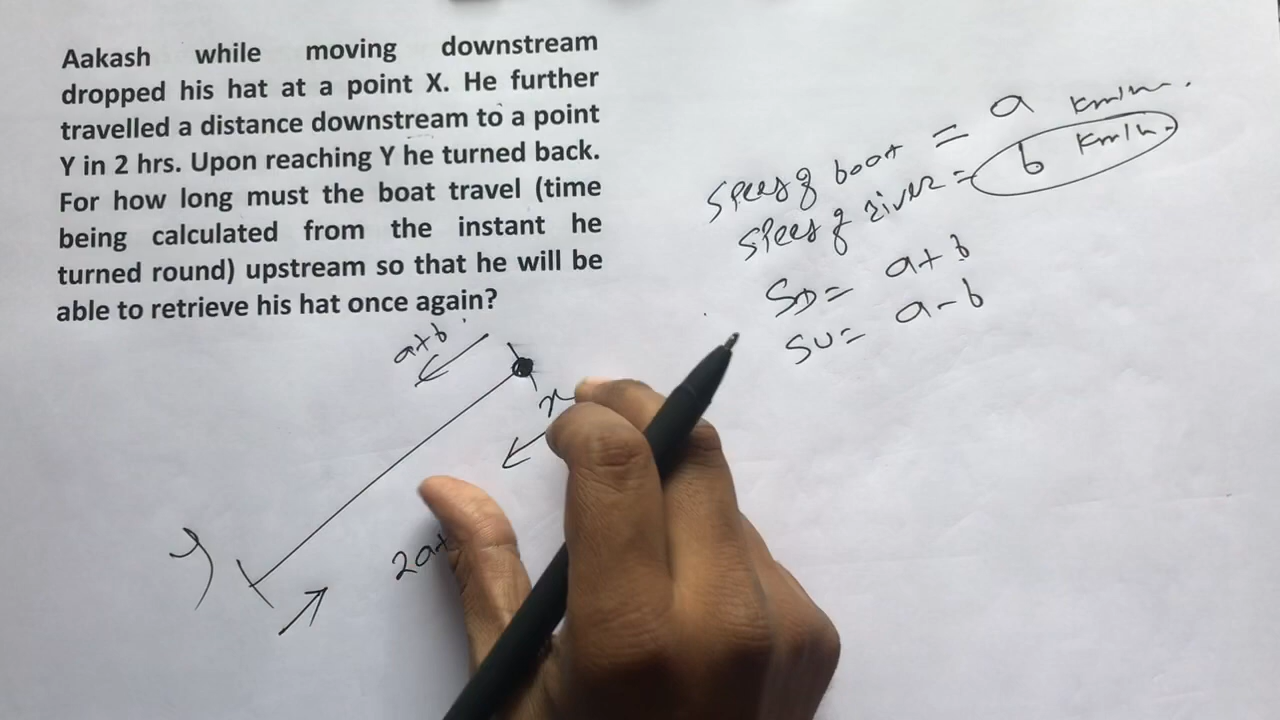 Aakash while moving downstream
dropped his hat at a point X. He further
travelled a distance downstream to a point
Y in 2 hrs. Upon reaching Y he turned back.
For how long must the boat travel (time
being calculated from the instant he
turned round) upstream so that he will be
able to retrieve his hat once again?
Speed of boat = a km/hr.
Speed of river = b km/h.
SD= a+b
SU= a-b
a+b
x
y
2a+